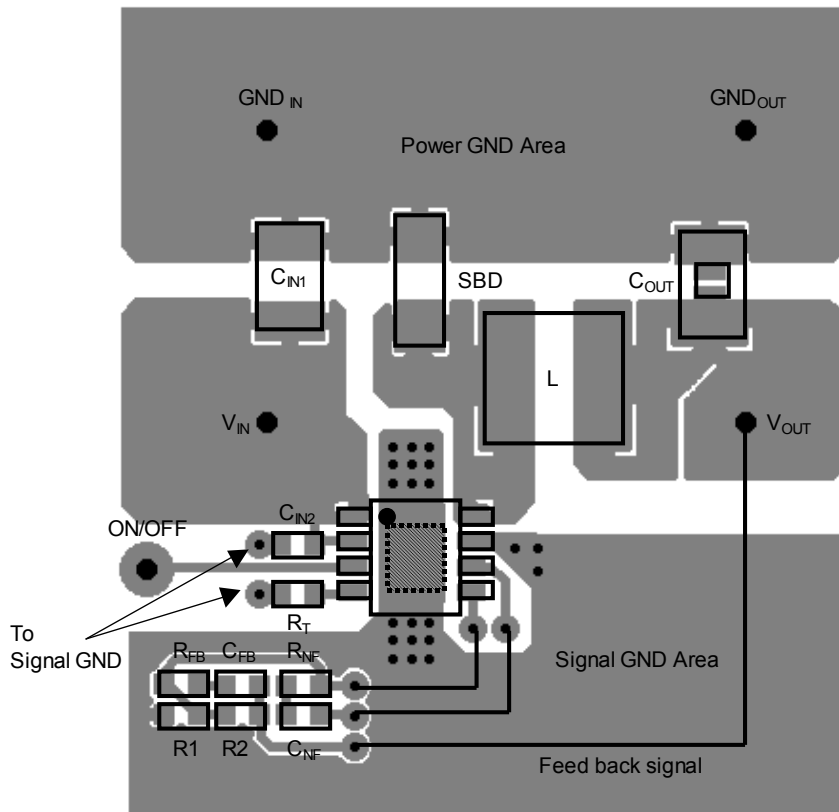 GND IN
GNDOUT
Power GND Area
CIN1
SBD
COUT
L
VIN
VOUT
CIN2
ON/OFF
RT
To
Signal GND
RFB CFB RNF
Signal GND Area
R1 R2 CNF
Feed back signal